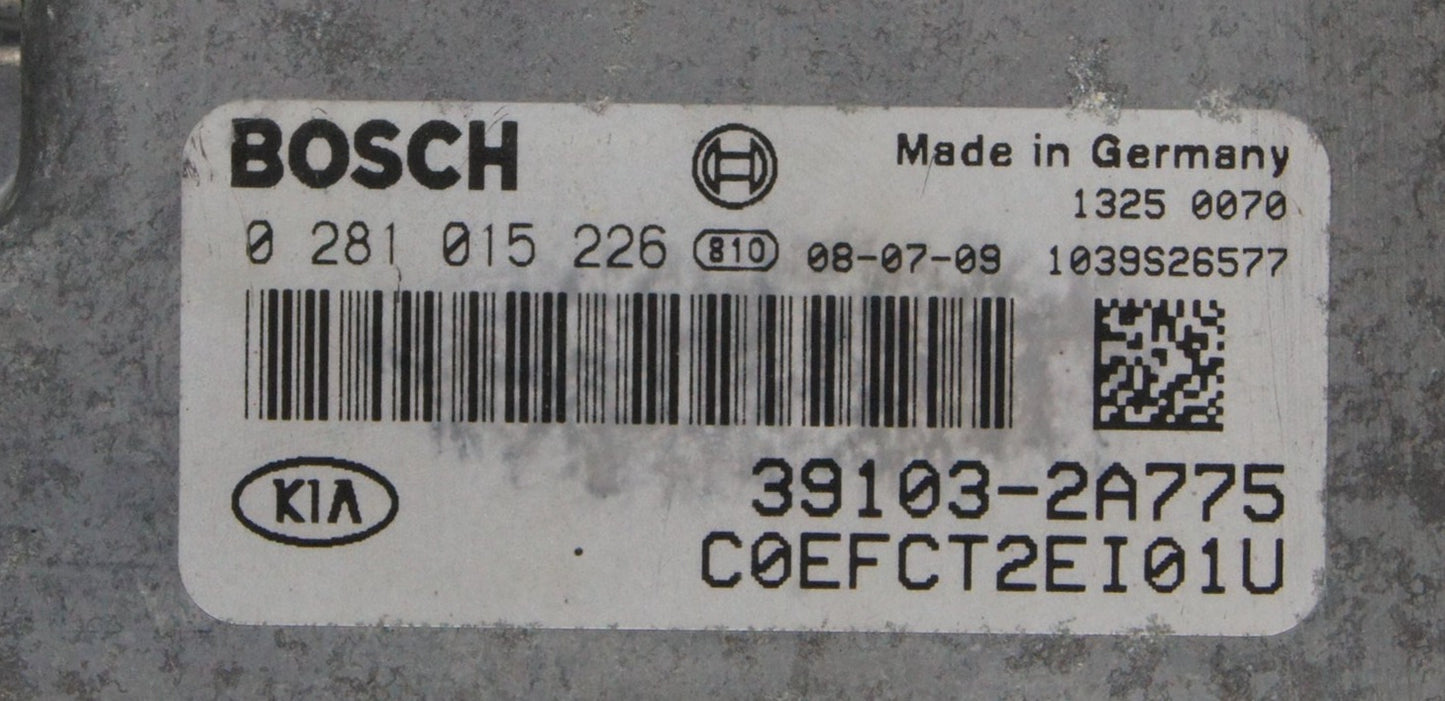 BOSCH
Made in Germany
1325 0070
0 281 015 226 810 08-07-09 1039S26577
KIA
39103-2A775
C0EFCT2EI01U